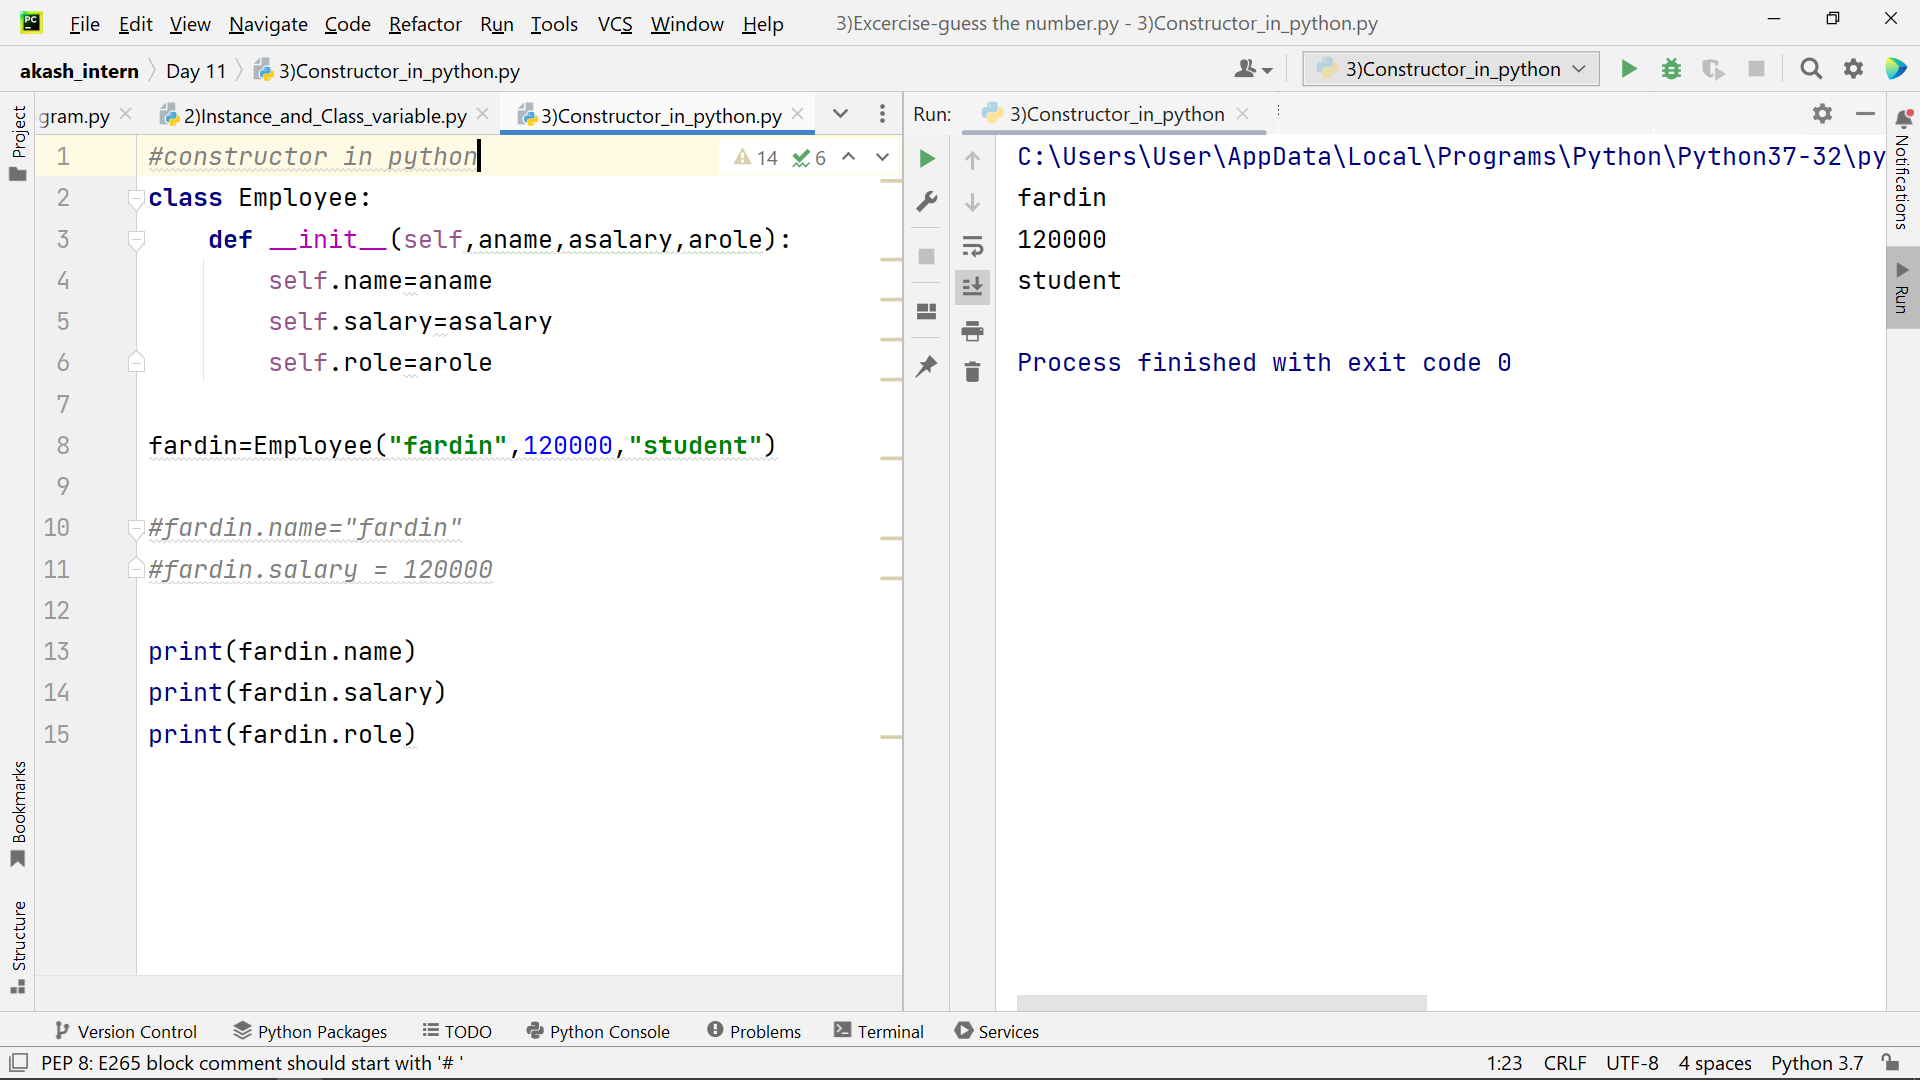 PC File Edit View Navigate Code Refactor Run Tools VCS Window Help 3)Excercise-guess the number.py - 3)Constructor_in_python.py
akash_intern Day 11 3)Constructor_in_python.py 3)Constructor_in_python
gram.py 2)Instance_and_Class_variable.py 3)Constructor_in_python.py
Run: 3)Constructor_in_python
Project
Bookmarks
Structure
14 6
1 #constructor in python
2 class Employee:
3     def __init__(self,aname,asalary,arole):
4         self.name=aname
5         self.salary=asalary
6         self.role=arole
7
8 fardin=Employee("fardin",120000,"student")
9
10 #fardin.name="fardin"
11 #fardin.salary = 120000
12
13 print(fardin.name)
14 print(fardin.salary)
15 print(fardin.role)
C:\Users\User\AppData\Local\Programs\Python\Python37-32\py
fardin
120000
student
Process finished with exit code 0
Notifications
Run
Version Control Python Packages TODO Python Console Problems Terminal Services
PEP 8: E265 block comment should start with '# ' 1:23 CRLF UTF-8 4 spaces Python 3.7